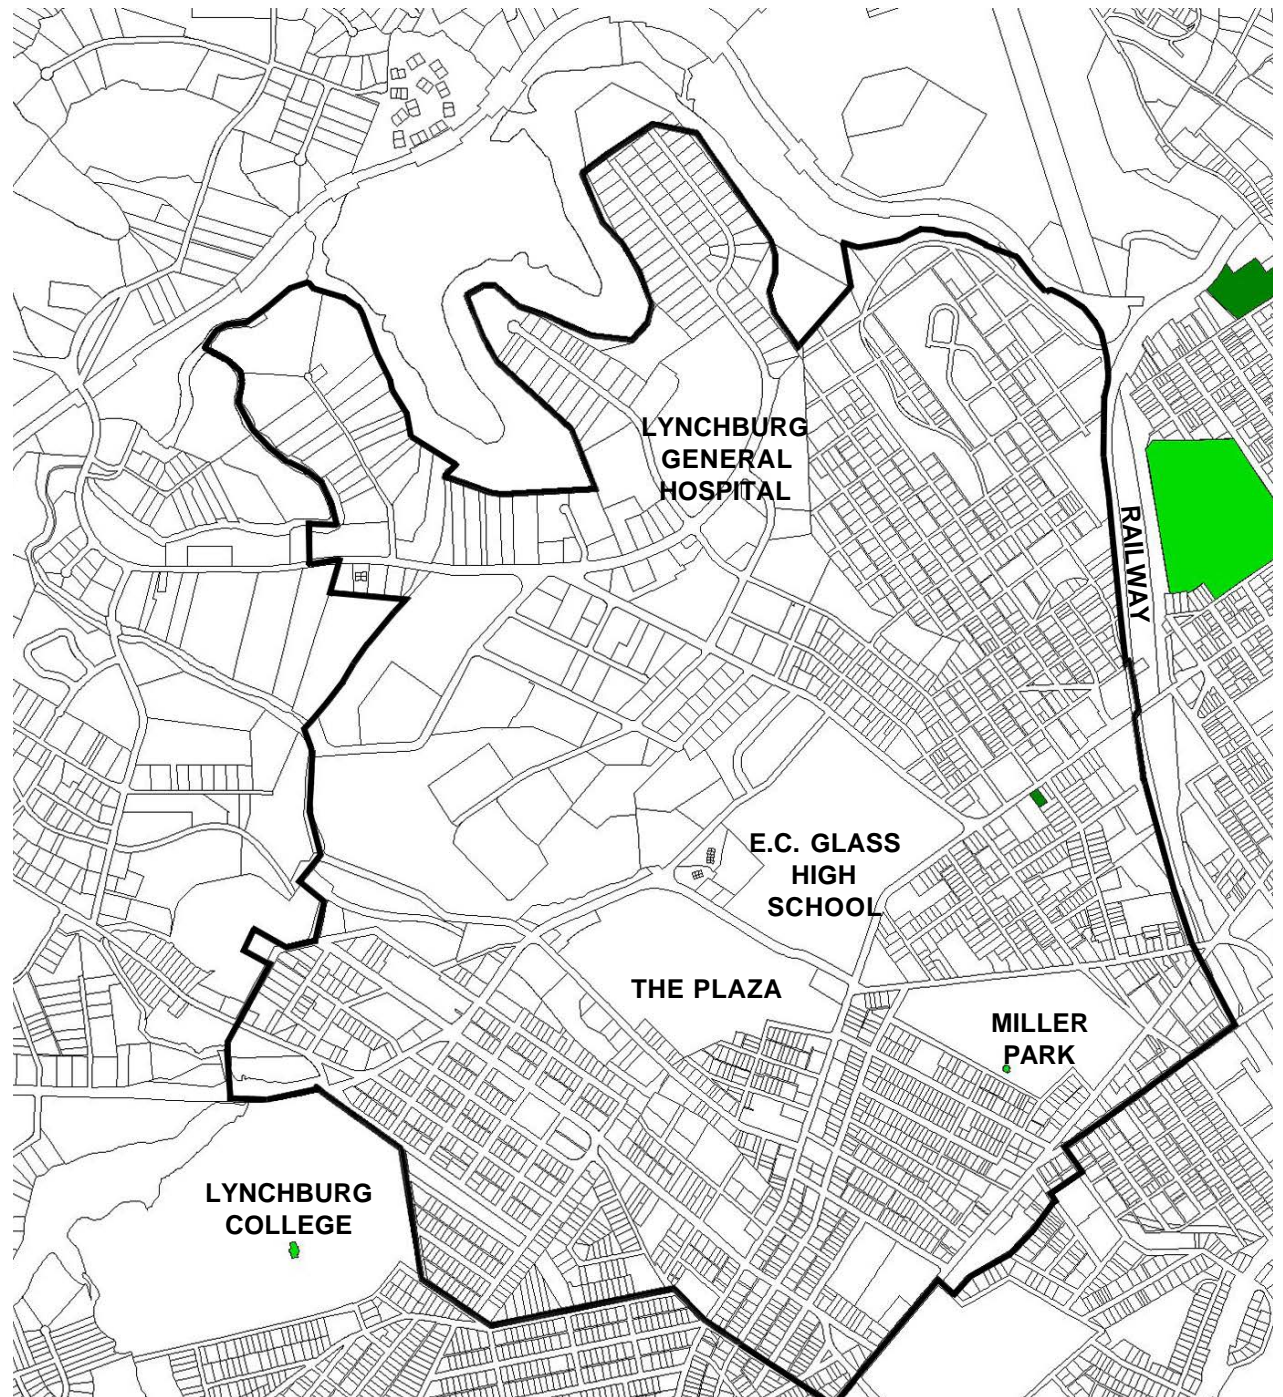 LYNCHBURG
GENERAL
HOSPITAL
RAILWAY
E.C. GLASS
HIGH
SCHOOL
THE PLAZA
MILLER
PARK
LYNCHBURG
COLLEGE